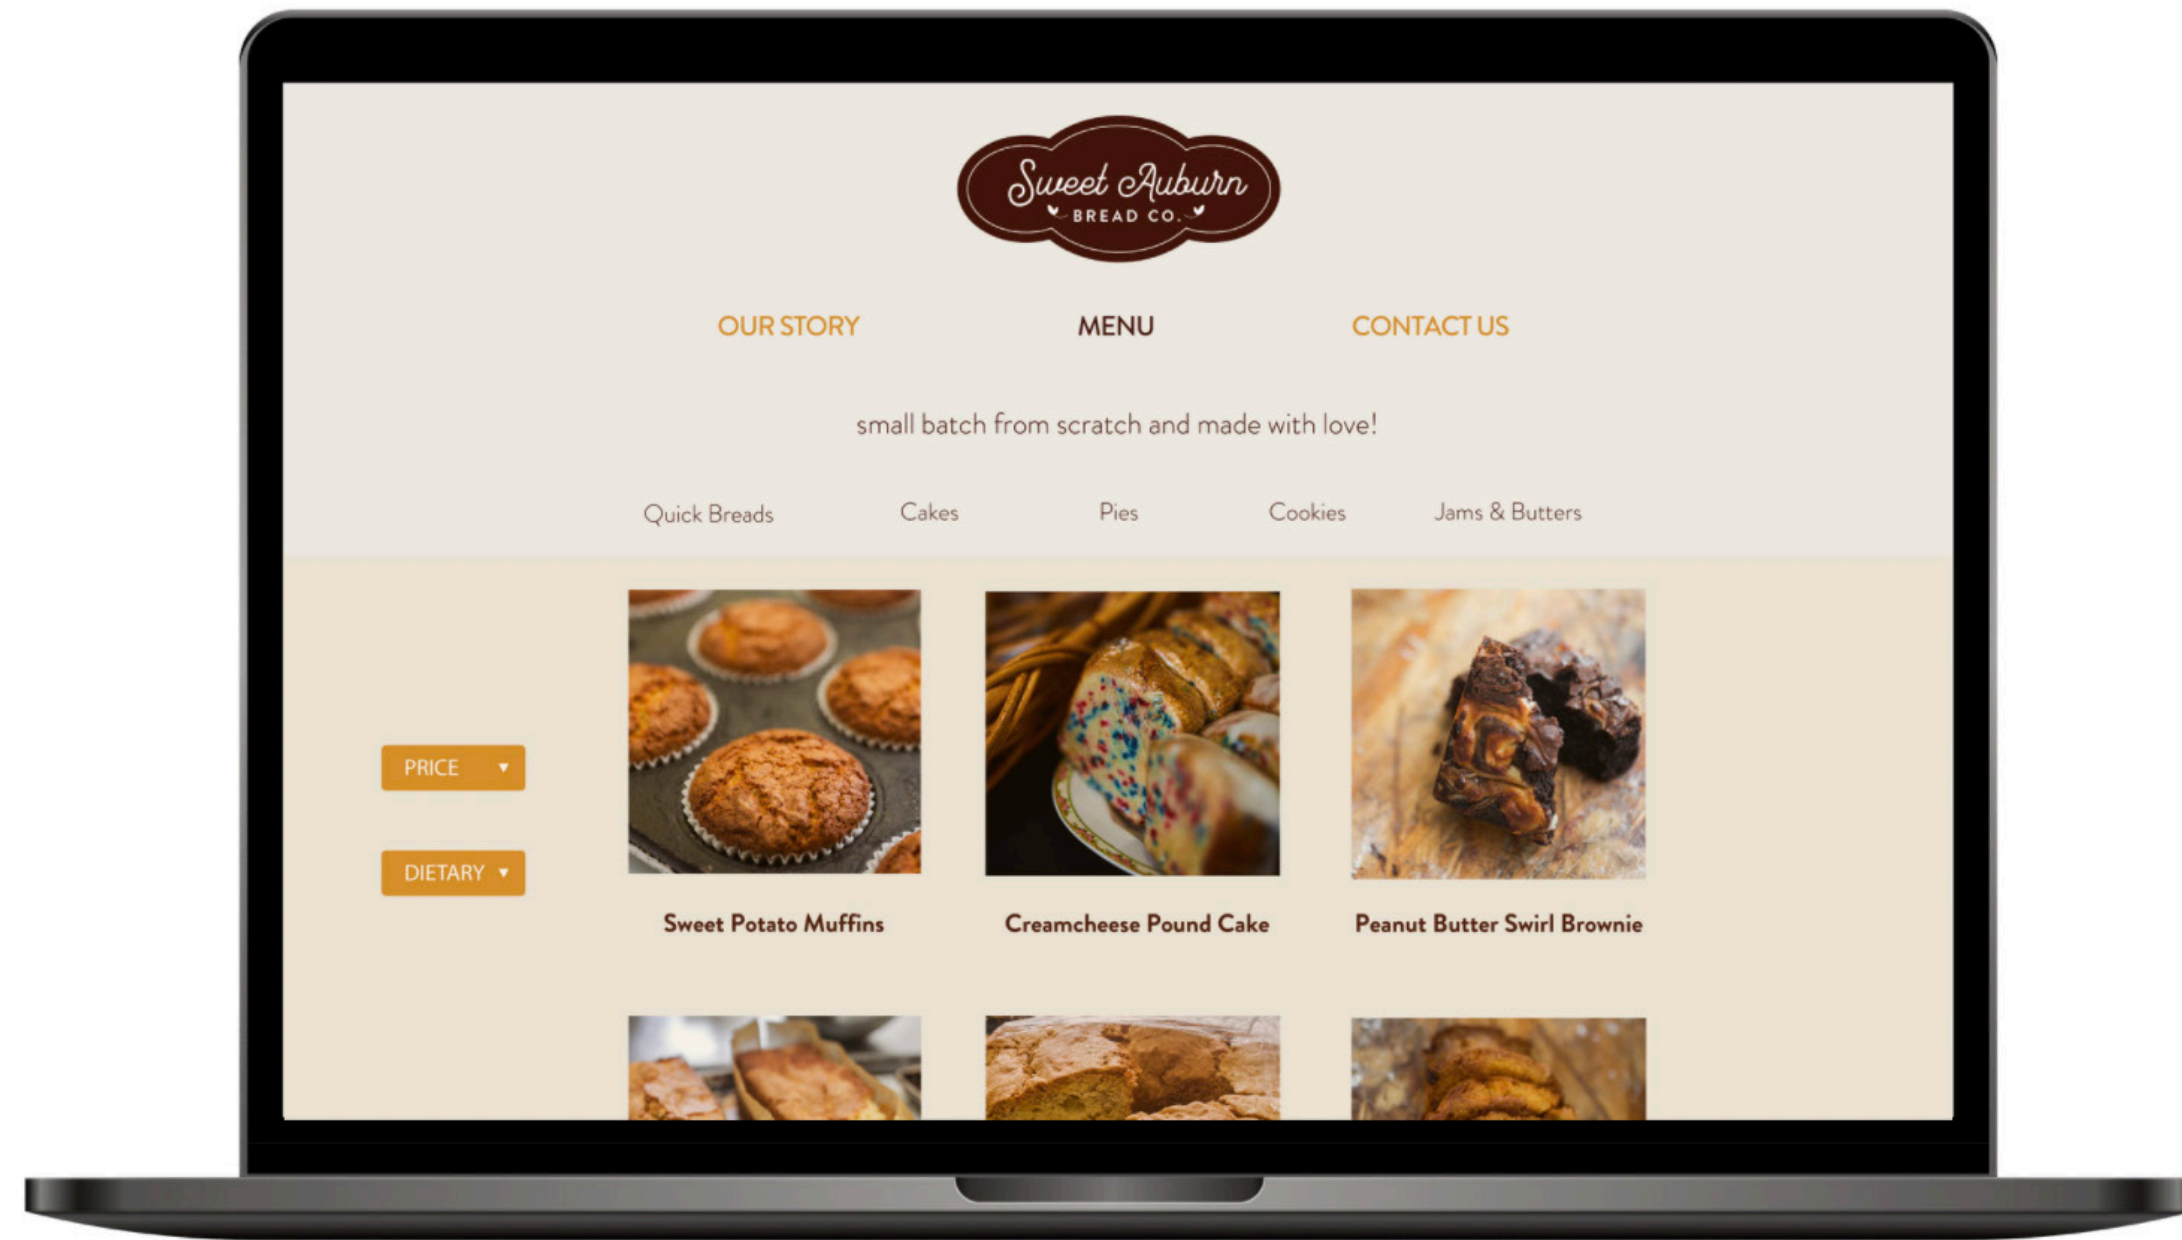 Sweet Auburn
BREAD CO.
OUR STORY MENU CONTACT US
small batch from scratch and made with love!
Quick Breads Cakes Pies Cookies Jams & Butters
PRICE
DIETARY
Sweet Potato Muffins Creamcheese Pound Cake Peanut Butter Swirl Brownie